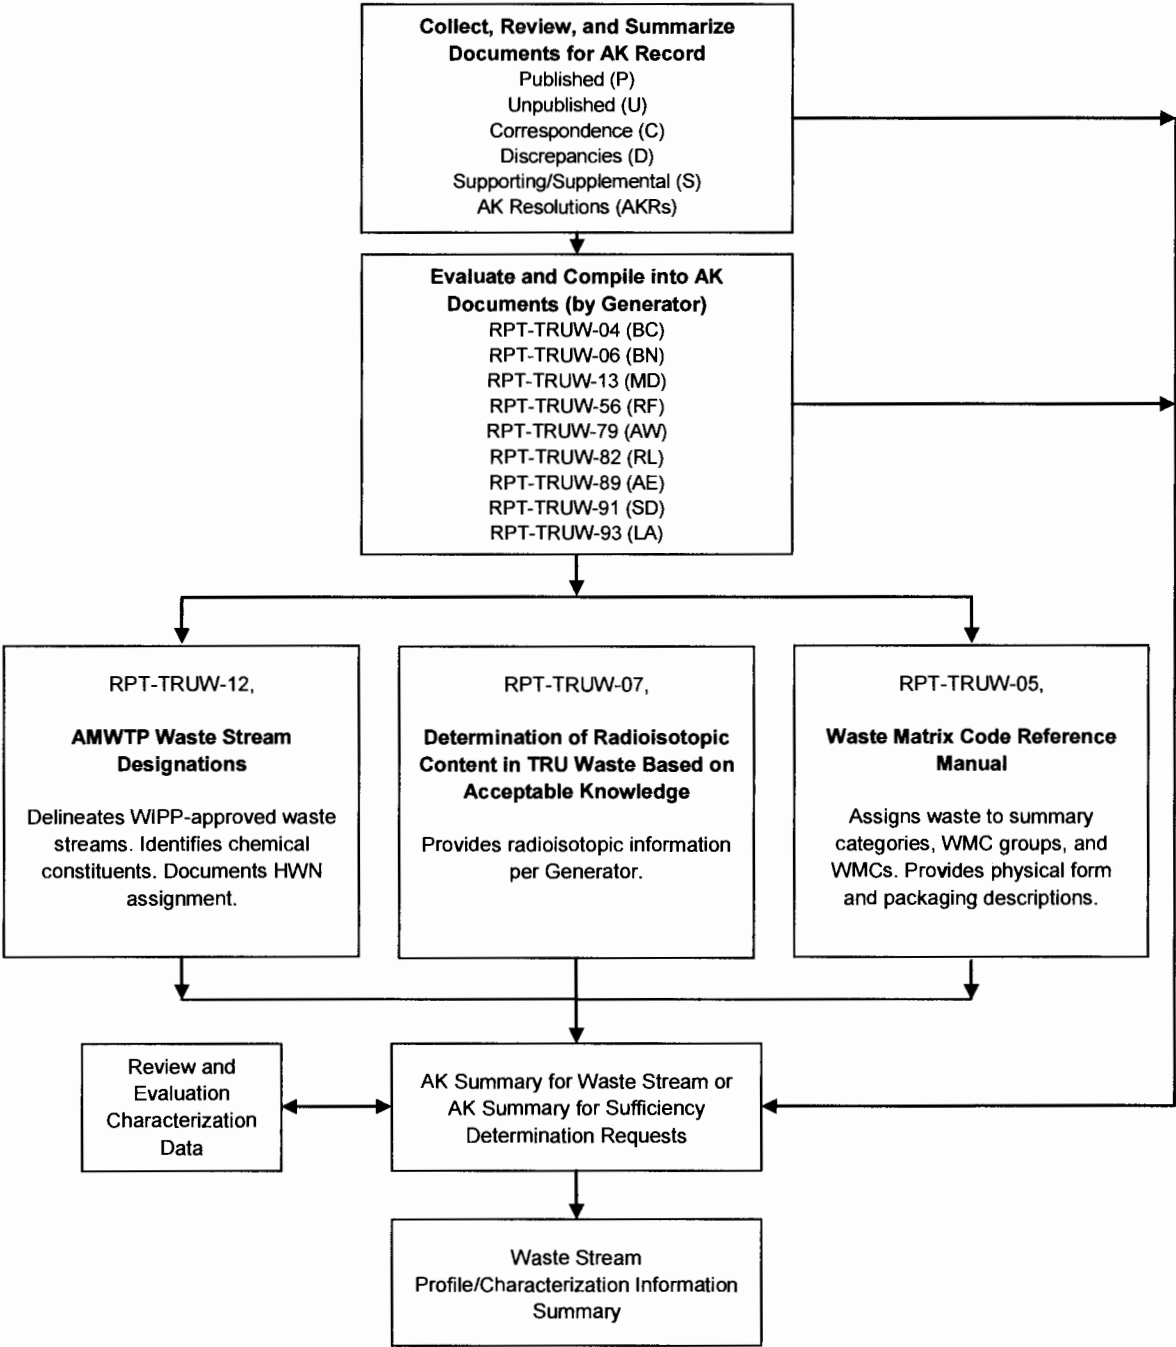 Collect, Review, and Summarize
Documents for AK Record
Published (P)
Unpublished (U)
Correspondence (C)
Discrepancies (D)
Supporting/Supplemental (S)
AK Resolutions (AKRs)
Evaluate and Compile into AK
Documents (by Generator)
RPT-TRUW-04 (BC)
RPT-TRUW-06 (BN)
RPT-TRUW-13 (MD)
RPT-TRUW-56 (RF)
RPT-TRUW-79 (AW)
RPT-TRUW-82 (RL)
RPT-TRUW-89 (AE)
RPT-TRUW-91 (SD)
RPT-TRUW-93 (LA)
RPT-TRUW-12,
AMWTP Waste Stream
Designations
Delineates WIPP-approved waste
streams. Identifies chemical
constituents. Documents HWN
assignment.
RPT-TRUW-07,
Determination of Radioisotopic
Content in TRU Waste Based on
Acceptable Knowledge
Provides radioisotopic information
per Generator.
RPT-TRUW-05,
Waste Matrix Code Reference
Manual
Assigns waste to summary
categories, WMC groups, and
WMCs. Provides physical form
and packaging descriptions.
Review and
Evaluation
Characterization
Data
AK Summary for Waste Stream or
AK Summary for Sufficiency
Determination Requests
Waste Stream
Profile/Characterization Information
Summary